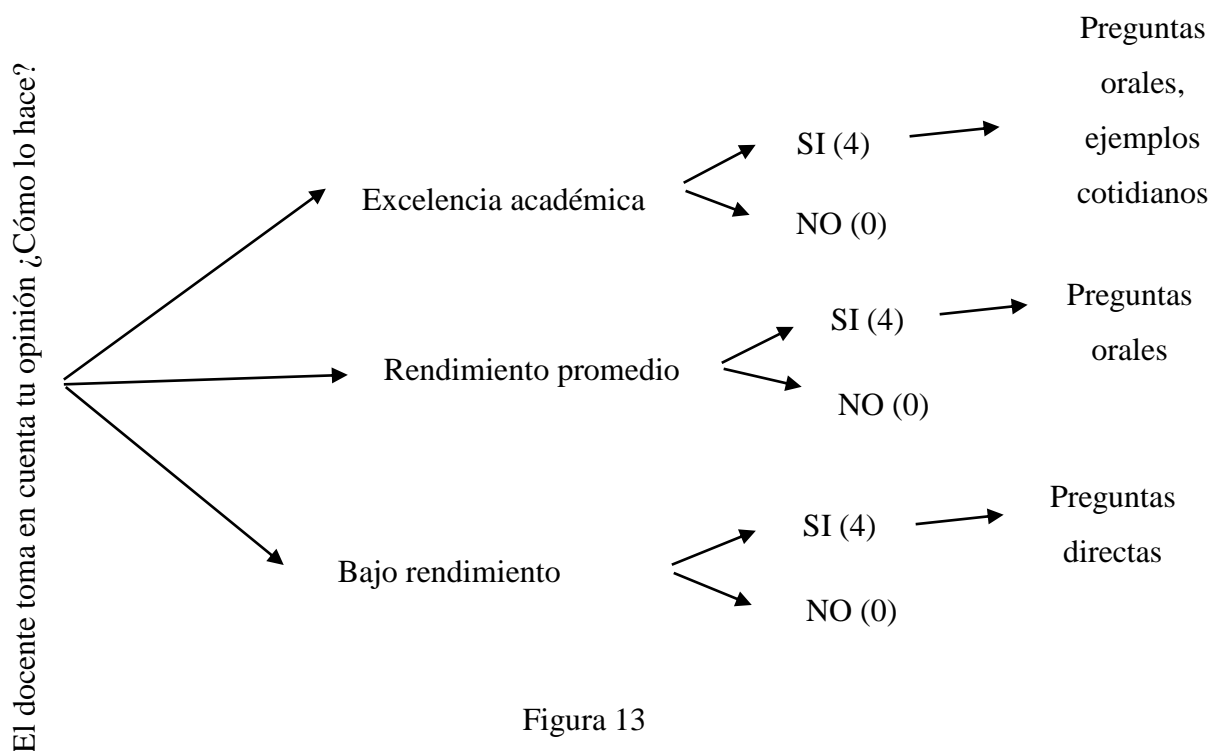 El docente toma en cuenta tu opinión ¿Cómo lo hace?
Excelencia académica
SI (4)
NO (0)
Preguntas
orales,
ejemplos
cotidianos
Rendimiento promedio
SI (4)
NO (0)
Preguntas
orales
Bajo rendimiento
SI (4)
NO (0)
Preguntas
directas
Figura 13